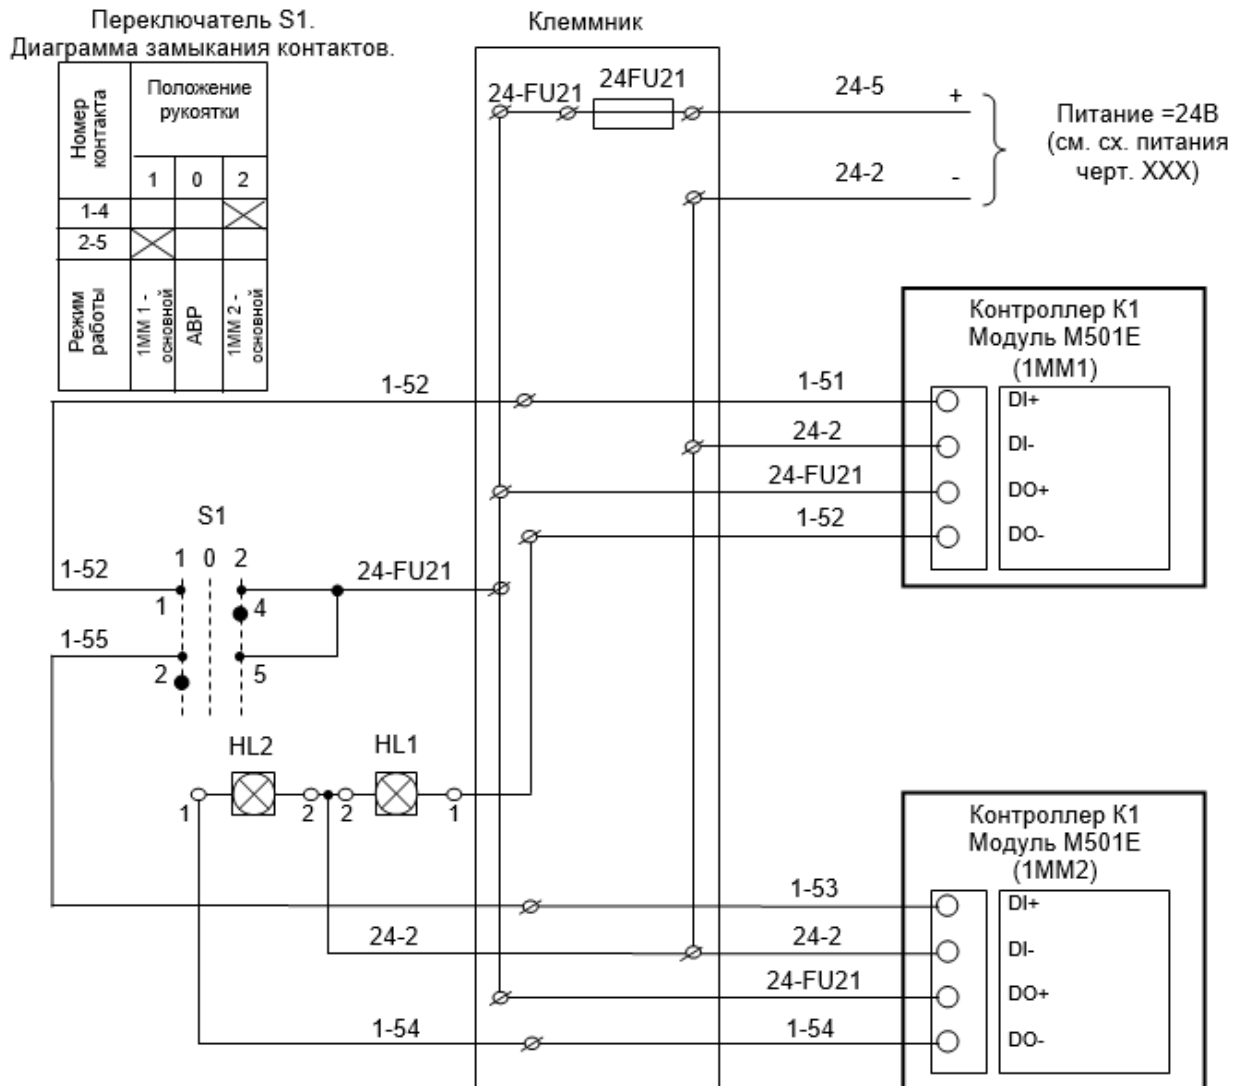 Переключатель S1.
Диаграмма замыкания контактов.
Номер контакта
Положение
рукоятки
1 0 2
1-4
2-5
Режим работы
1ММ 1 - основной
АВР
1ММ 2 - основной
Клеммник
24-FU21
24FU21
24-5 +
24-2 -
Питание =24В
(см. сх. питания
черт. ХХХ)
Контроллер К1
Модуль М501Е
(1ММ1)
1-52
1-51
DI+
24-2
DI-
24-FU21
DO+
1-52
DO-
S1
1 0 2
1-52
24-FU21
1
4
1-55
2
5
HL2
HL1
1
2
2
1
Контроллер К1
Модуль М501Е
(1ММ2)
1-53
DI+
24-2
24-2
DI-
24-FU21
DO+
1-54
1-54
DO-